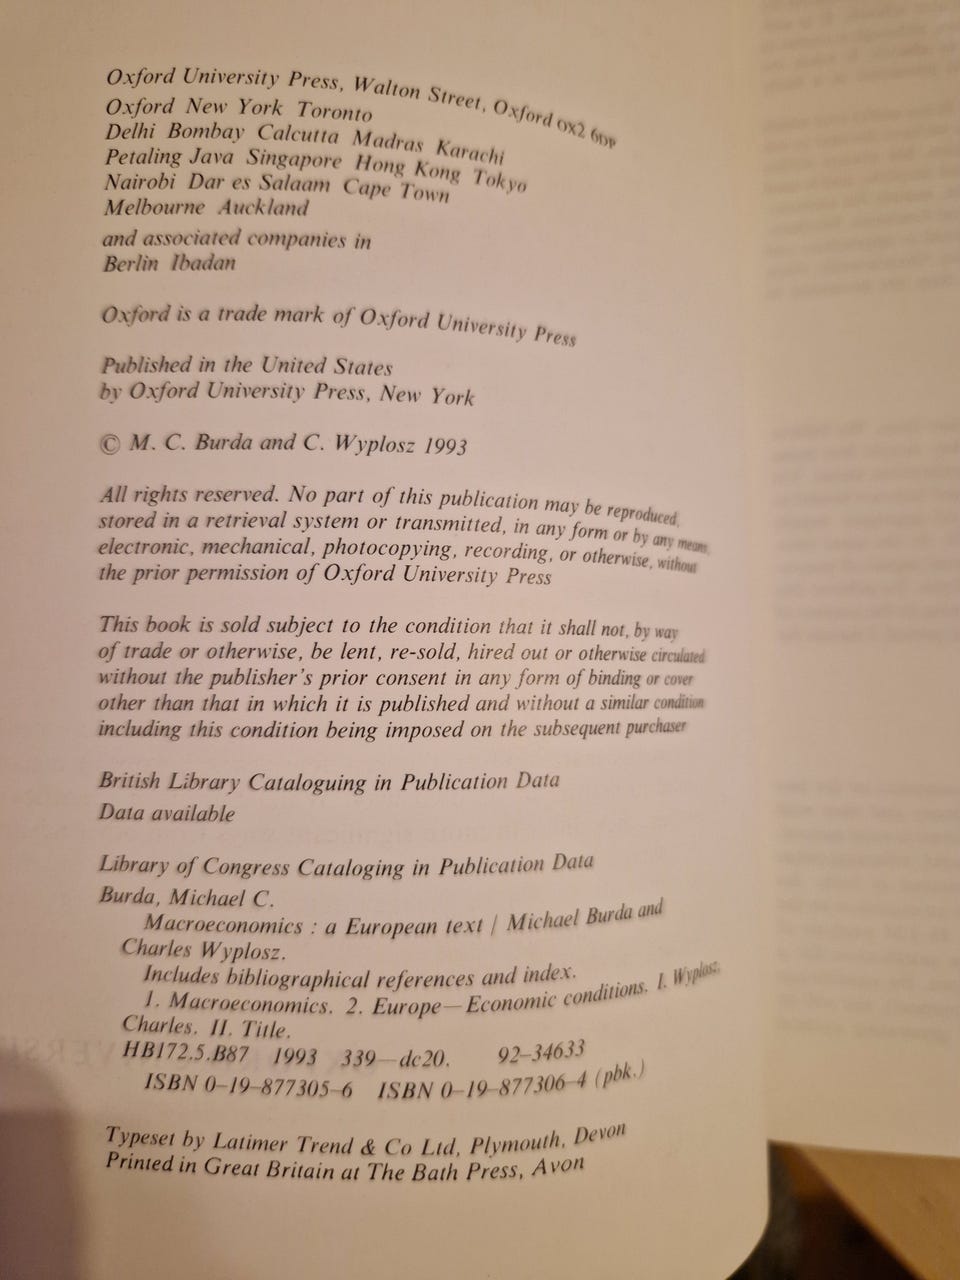 Oxford University Press, Walton Street, Oxford OX2 6DP
Oxford New York Toronto
Delhi Bombay Calcutta Madras Karachi
Petaling Java Singapore Hong Kong Tokyo
Nairobi Dar es Salaam Cape Town
Melbourne Auckland
and associated companies in
Berlin Ibadan
Oxford is a trade mark of Oxford University Press
Published in the United States
by Oxford University Press, New York
© M. C. Burda and C. Wyplosz 1993
All rights reserved. No part of this publication may be reproduced,
stored in a retrieval system or transmitted, in any form or by any means,
electronic, mechanical, photocopying, recording, or otherwise, without
the prior permission of Oxford University Press
This book is sold subject to the condition that it shall not, by way
of trade or otherwise, be lent, re-sold, hired out or otherwise circulated
without the publisher's prior consent in any form of binding or cover
other than that in which it is published and without a similar condition
including this condition being imposed on the subsequent purchaser
British Library Cataloguing in Publication Data
Data available
Library of Congress Cataloging in Publication Data
Burda, Michael C.
Macroeconomics : a European text / Michael Burda and
Charles Wyplosz.
Includes bibliographical references and index.
1. Macroeconomics. 2. Europe—Economic conditions. I. Wyplosz,
Charles. II. Title.
HB172.5.B87 1993 339—dc20. 92–34633
ISBN 0–19–877305–6 ISBN 0–19–877306–4 (pbk.)
Typeset by Latimer Trend & Co Ltd, Plymouth, Devon
Printed in Great Britain at The Bath Press, Avon